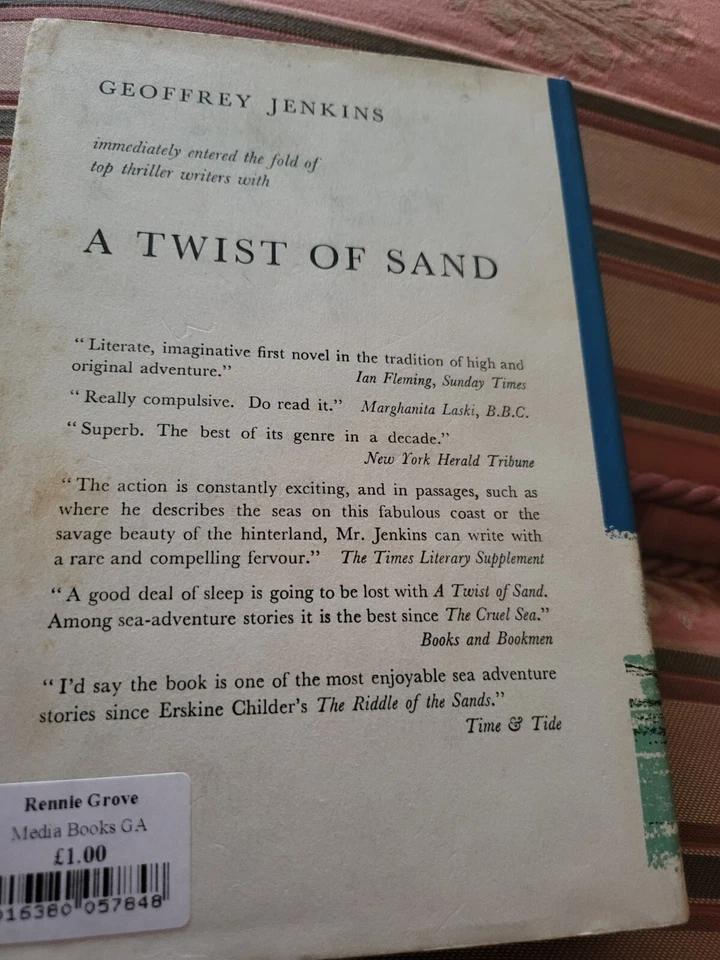 GEOFFREY JENKINS
immediately entered the fold of
top thriller writers with
A TWIST OF SAND
“Literate, imaginative first novel in the tradition of high and
original adventure.” Ian Fleming, Sunday Times
“Really compulsive. Do read it.” Marghanita Laski, B.B.C.
“Superb. The best of its genre in a decade.”
New York Herald Tribune
“The action is constantly exciting, and in passages, such as
where he describes the seas on this fabulous coast or the
savage beauty of the hinterland, Mr. Jenkins can write with
a rare and compelling fervour.” The Times Literary Supplement
“A good deal of sleep is going to be lost with A Twist of Sand.
Among sea-adventure stories it is the best since The Cruel Sea.”
Books and Bookmen
“I’d say the book is one of the most enjoyable sea adventure
stories since Erskine Childer’s The Riddle of the Sands.”
Time & Tide
Rennie Grove
Media Books GA
£1.00
016380 057848